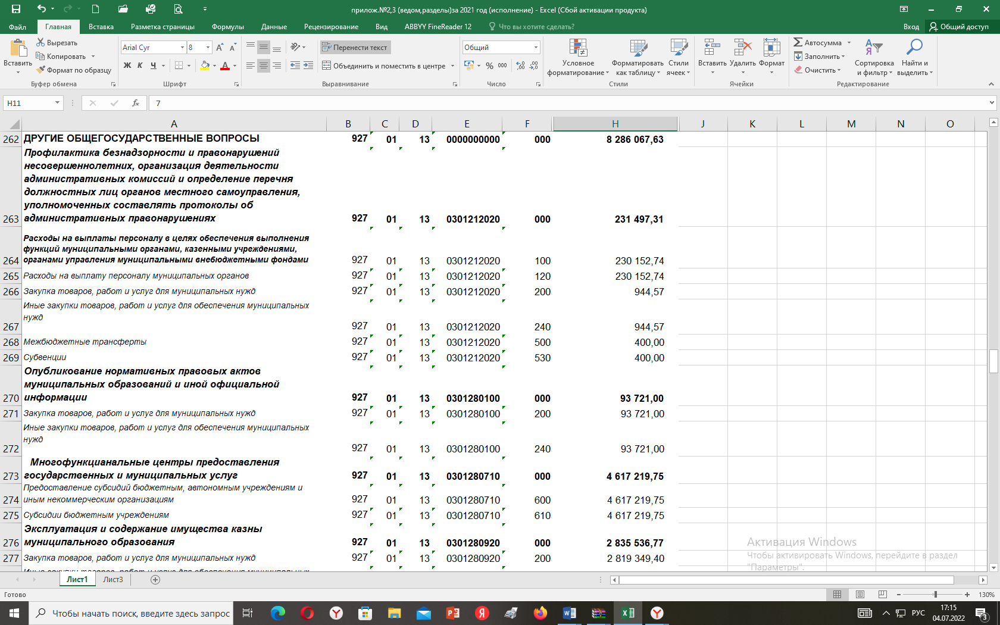 прилож.№2,3 (ведом,разделы)за 2021 год (исполнение) - Excel (Сбой активации продукта)
Файл Главная Вставка Разметка страницы Формулы Данные Рецензирование Вид ABBYY FineReader 12 Что вы хотите сделать? Вход Общий доступ
Вставить
Вырезать
Копировать
Формат по образцу
Буфер обмена
Arial Cyr 8
Ж К Ч
Шрифт
Перенести текст
Объединить и поместить в центре
Выравнивание
Общий
% 000
Число
Условное форматирование
Форматировать как таблицу
Стили ячеек
Стили
Вставить Удалить Формат
Ячейки
Автосумма
Заполнить
Очистить
Сортировка и фильтр
Найти и выделить
Редактирование
H11 fx 7
A B C D E F H J K L M N O
262 ДРУГИЕ ОБЩЕГОСУДАРСТВЕННЫЕ ВОПРОСЫ 927 01 13 0000000000 000 8 286 067,63
Профилактика безнадзорности и правонарушений
несовершеннолетних, организация деятельности
административных комиссий и определение перечня
должностных лиц органов местного самоуправления,
уполномоченных составлять протоколы об
263 административных правонарушениях 927 01 13 0301212020 000 231 497,31
Расходы на выплаты персоналу в целях обеспечения выполнения
функций муниципальными органами, казенными учреждениями,
264 органами управления муниципальными внебюджетными фондами 927 01 13 0301212020 100 230 152,74
265 Расходы на выплату персоналу муниципальных органов 927 01 13 0301212020 120 230 152,74
266 Закупка товаров, работ и услуг для муниципальных нужд 927 01 13 0301212020 200 944,57
Иные закупки товаров, работ и услуг для обеспечения муниципальных
нужд
267 927 01 13 0301212020 240 944,57
268 Межбюджетные трансферты 927 01 13 0301212020 500 400,00
269 Субвенции 927 01 13 0301212020 530 400,00
Опубликование нормативных правовых актов
муниципальных образований и иной официальной
270 информации 927 01 13 0301280100 000 93 721,00
271 Закупка товаров, работ и услуг для муниципальных нужд 927 01 13 0301280100 200 93 721,00
Иные закупки товаров, работ и услуг для обеспечения муниципальных
нужд
272 927 01 13 0301280100 240 93 721,00
Многофункцианальные центры предоставления
273 государственных и муниципальных услуг 927 01 13 0301280710 000 4 617 219,75
Предоставление субсидий бюджетным, автономным учреждениям и
274 иным некоммерческим организациям 927 01 13 0301280710 600 4 617 219,75
275 Субсидии бюджетным учреждениям 927 01 13 0301280710 610 4 617 219,75
Эксплуатация и содержание имущества казны
276 муниципального образования 927 01 13 0301280920 000 2 835 536,77
277 Закупка товаров, работ и услуг для муниципальных нужд 927 01 13 0301280920 200 2 819 349,40
Иные закупки товаров, работ и услуг для обеспечения муниципальных
Активация Windows
Чтобы активировать Windows, перейдите в раздел
"Параметры".
Лист1 Лист3
Готово 130%
Чтобы начать поиск, введите здесь запрос
РУС 17:15
04.07.2022
3